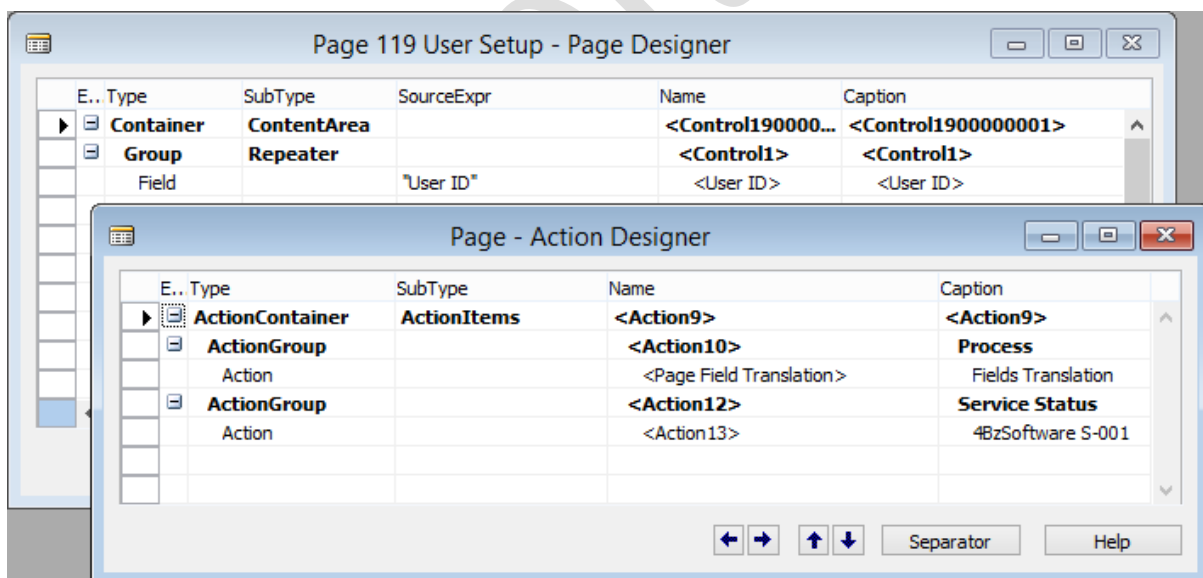 Page 119 User Setup - Page Designer
E.. Type SubType SourceExpr Name Caption
Container ContentArea <Control190000... <Control1900000001>
Group Repeater <Control1> <Control1>
Field "User ID" <User ID> <User ID>
Page - Action Designer
E.. Type SubType Name Caption
ActionContainer ActionItems <Action9> <Action9>
ActionGroup <Action10> Process
Action <Page Field Translation> Fields Translation
ActionGroup <Action12> Service Status
Action <Action13> 4BzSoftware S-001
Separator Help